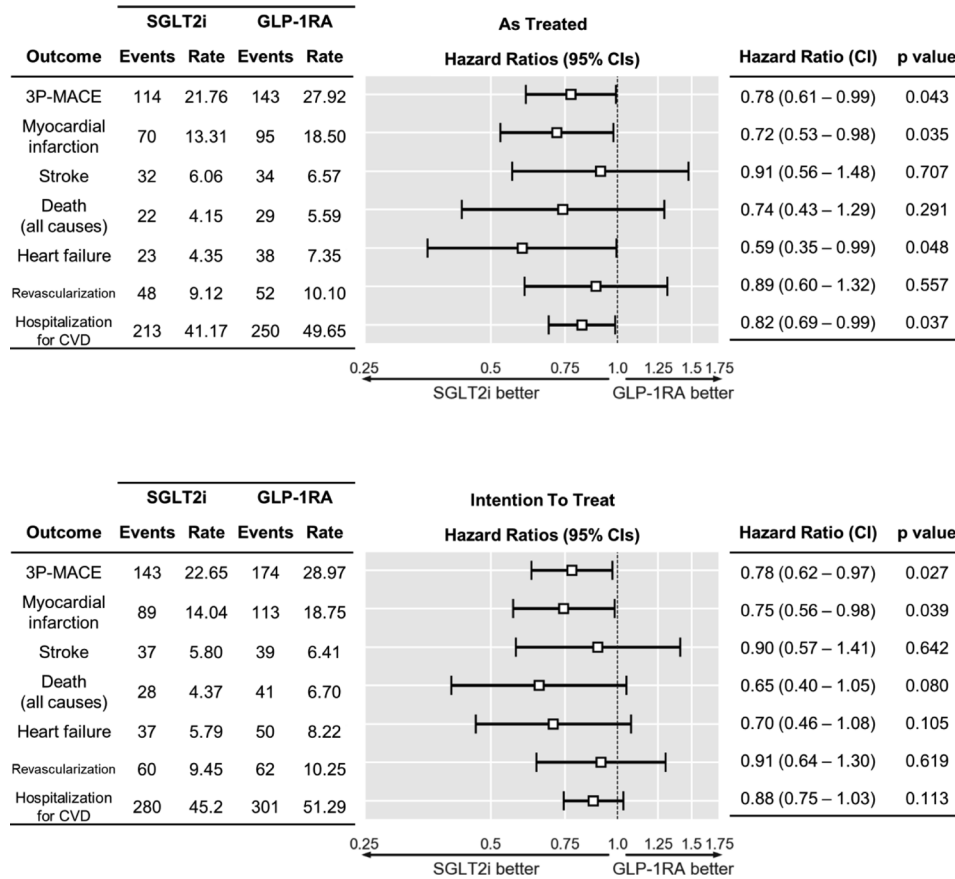 SGLT2i GLP-1RA As Treated
Outcome Events Rate Events Rate Hazard Ratios (95% CIs) Hazard Ratio (CI) p value
3P-MACE 114 21.76 143 27.92 0.78 (0.61 – 0.99) 0.043
Myocardial
infarction 70 13.31 95 18.50 0.72 (0.53 – 0.98) 0.035
Stroke 32 6.06 34 6.57 0.91 (0.56 – 1.48) 0.707
Death
(all causes) 22 4.15 29 5.59 0.74 (0.43 – 1.29) 0.291
Heart failure 23 4.35 38 7.35 0.59 (0.35 – 0.99) 0.048
Revascularization 48 9.12 52 10.10 0.89 (0.60 – 1.32) 0.557
Hospitalization
for CVD 213 41.17 250 49.65 0.82 (0.69 – 0.99) 0.037
0.25 0.5 0.75 1.0 1.25 1.5 1.75
SGLT2i better GLP-1RA better
SGLT2i GLP-1RA Intention To Treat
Outcome Events Rate Events Rate Hazard Ratios (95% CIs) Hazard Ratio (CI) p value
3P-MACE 143 22.65 174 28.97 0.78 (0.62 – 0.97) 0.027
Myocardial
infarction 89 14.04 113 18.75 0.75 (0.56 – 0.98) 0.039
Stroke 37 5.80 39 6.41 0.90 (0.57 – 1.41) 0.642
Death
(all causes) 28 4.37 41 6.70 0.65 (0.40 – 1.05) 0.080
Heart failure 37 5.79 50 8.22 0.70 (0.46 – 1.08) 0.105
Revascularization 60 9.45 62 10.25 0.91 (0.64 – 1.30) 0.619
Hospitalization
for CVD 280 45.2 301 51.29 0.88 (0.75 – 1.03) 0.113
0.25 0.5 0.75 1.0 1.25 1.5 1.75
SGLT2i better GLP-1RA better